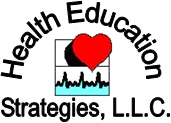 Health Education
Strategies, L.L.C.